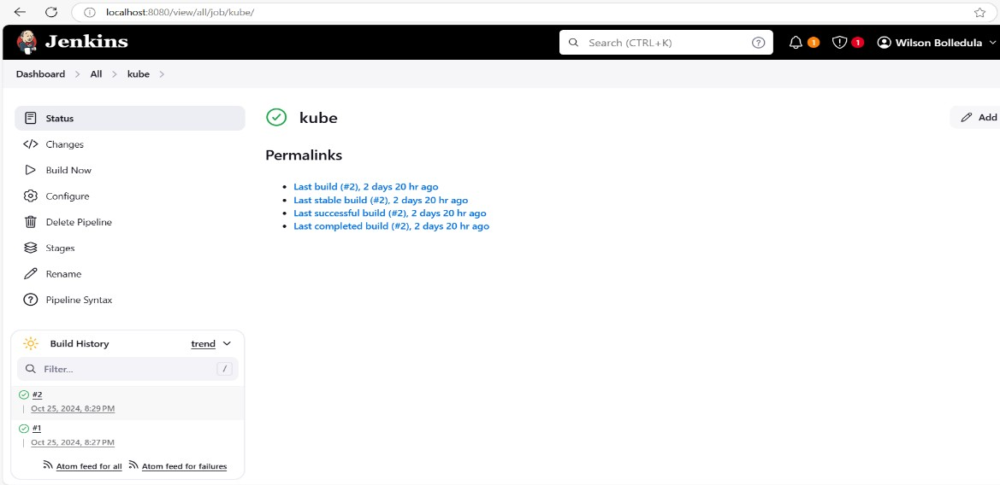 localhost:8080/view/all/job/kube/
Jenkins
Search (CTRL+K)
1
1
Wilson Bolledula
Dashboard > All > kube >
Status
Changes
Build Now
Configure
Delete Pipeline
Stages
Rename
Pipeline Syntax
Build History
trend
Filter...
/
#2
Oct 25, 2024, 8:29 PM
#1
Oct 25, 2024, 8:27 PM
Atom feed for all
Atom feed for failures
kube
Add
Permalinks
Last build (#2), 2 days 20 hr ago
Last stable build (#2), 2 days 20 hr ago
Last successful build (#2), 2 days 20 hr ago
Last completed build (#2), 2 days 20 hr ago